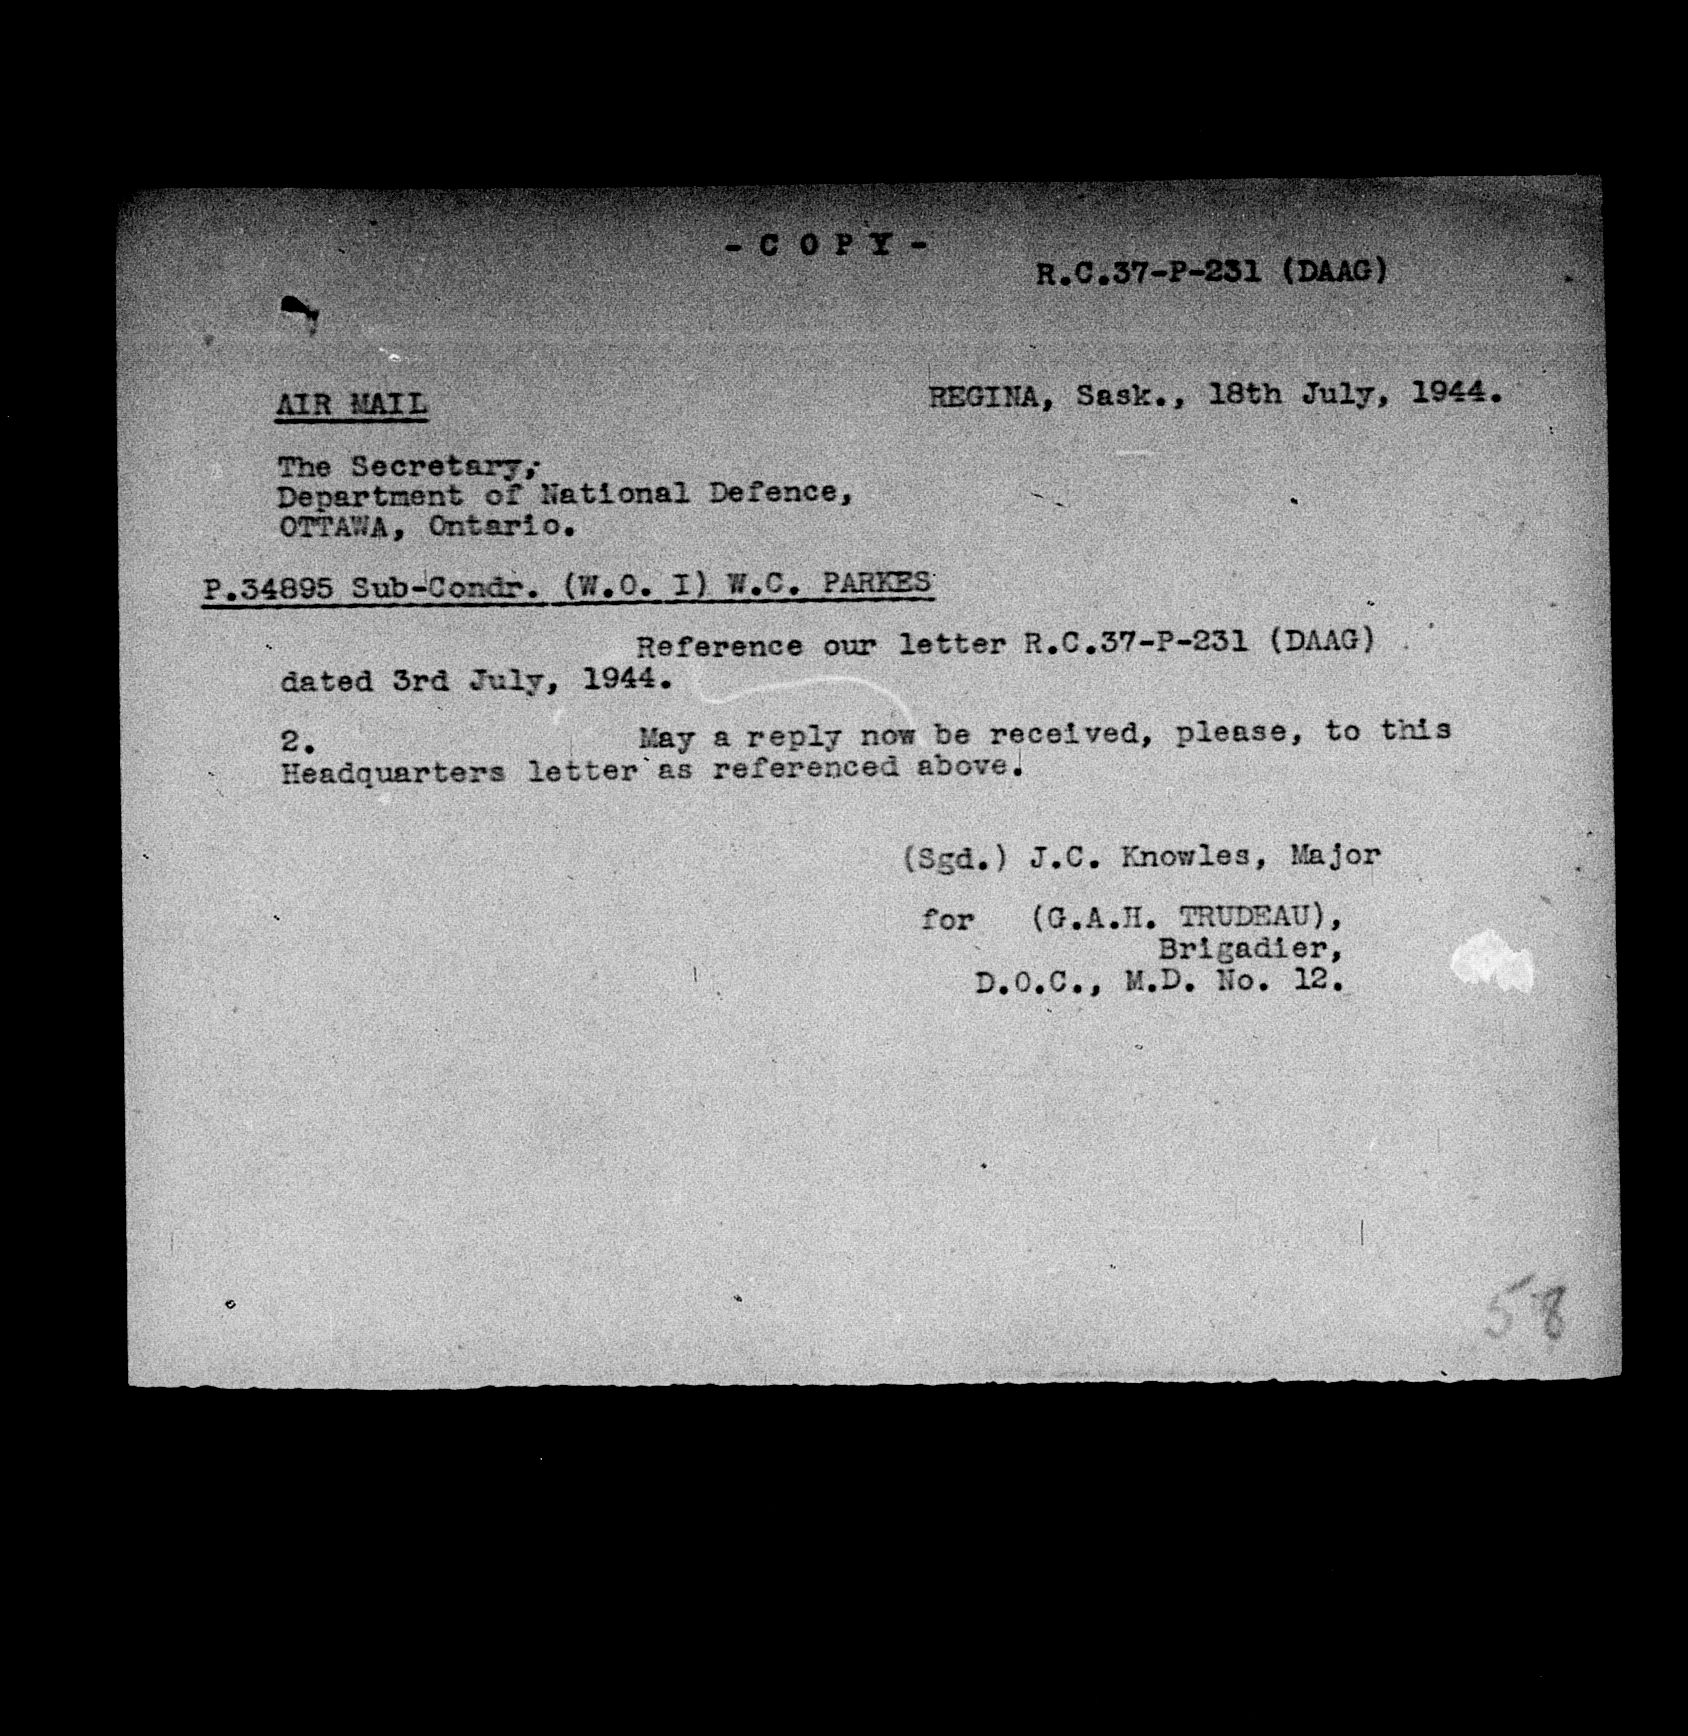 - C O P Y -
R.C.37-P-231 (DAAG)
AIR MAIL
REGINA, Sask., 18th July, 1944.
The Secretary,
Department of National Defence,
OTTAWA, Ontario.
P.34895 Sub-Condr. (W.O. I) W.C. PARKES
Reference our letter R.C.37-P-231 (DAAG)
dated 3rd July, 1944.
2. May a reply now be received, please, to this
Headquarters letter as referenced above.
(Sgd.) J.C. Knowles, Major
for (G.A.H. TRUDEAU),
Brigadier,
D.O.C., M.D. No. 12.
58